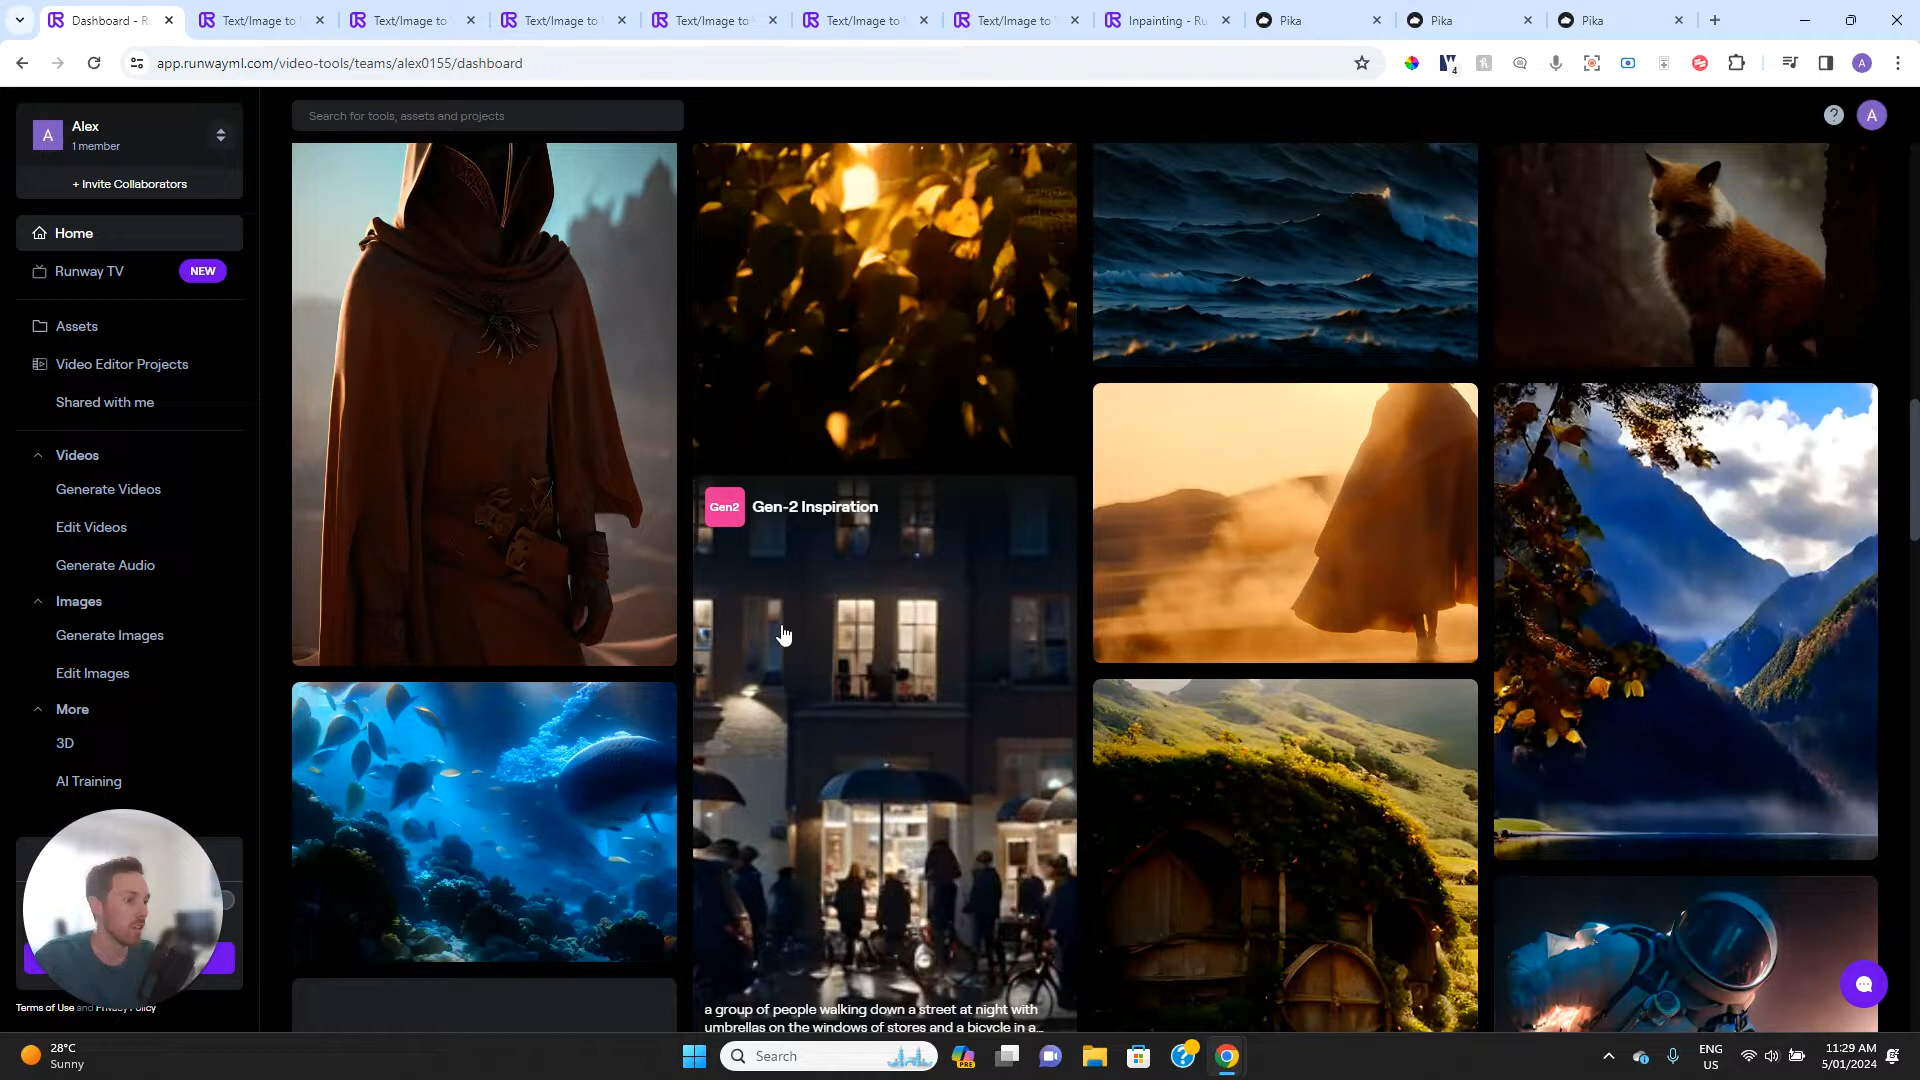 Dashboard - R
Text/Image to
Text/Image to
Text/Image to
Text/Image to
Text/Image to
Text/Image to
Inpainting - Ru
Pika
Pika
Pika
app.runwayml.com/video-tools/teams/alex0155/dashboard
4
A
A
Alex
1 member
+ Invite Collaborators
Search for tools, assets and projects
?
A
Home
Runway TV
NEW
Assets
Video Editor Projects
Shared with me
Videos
Generate Videos
Edit Videos
Generate Audio
Images
Generate Images
Edit Images
More
3D
AI Training
Terms of Use and Privacy Policy
Gen2
Gen-2 Inspiration
a group of people walking down a street at night with
umbrellas on the windows of stores and a bicycle in a...
28°C
Sunny
Search
PRE
ENG
US
11:29 AM
5/01/2024